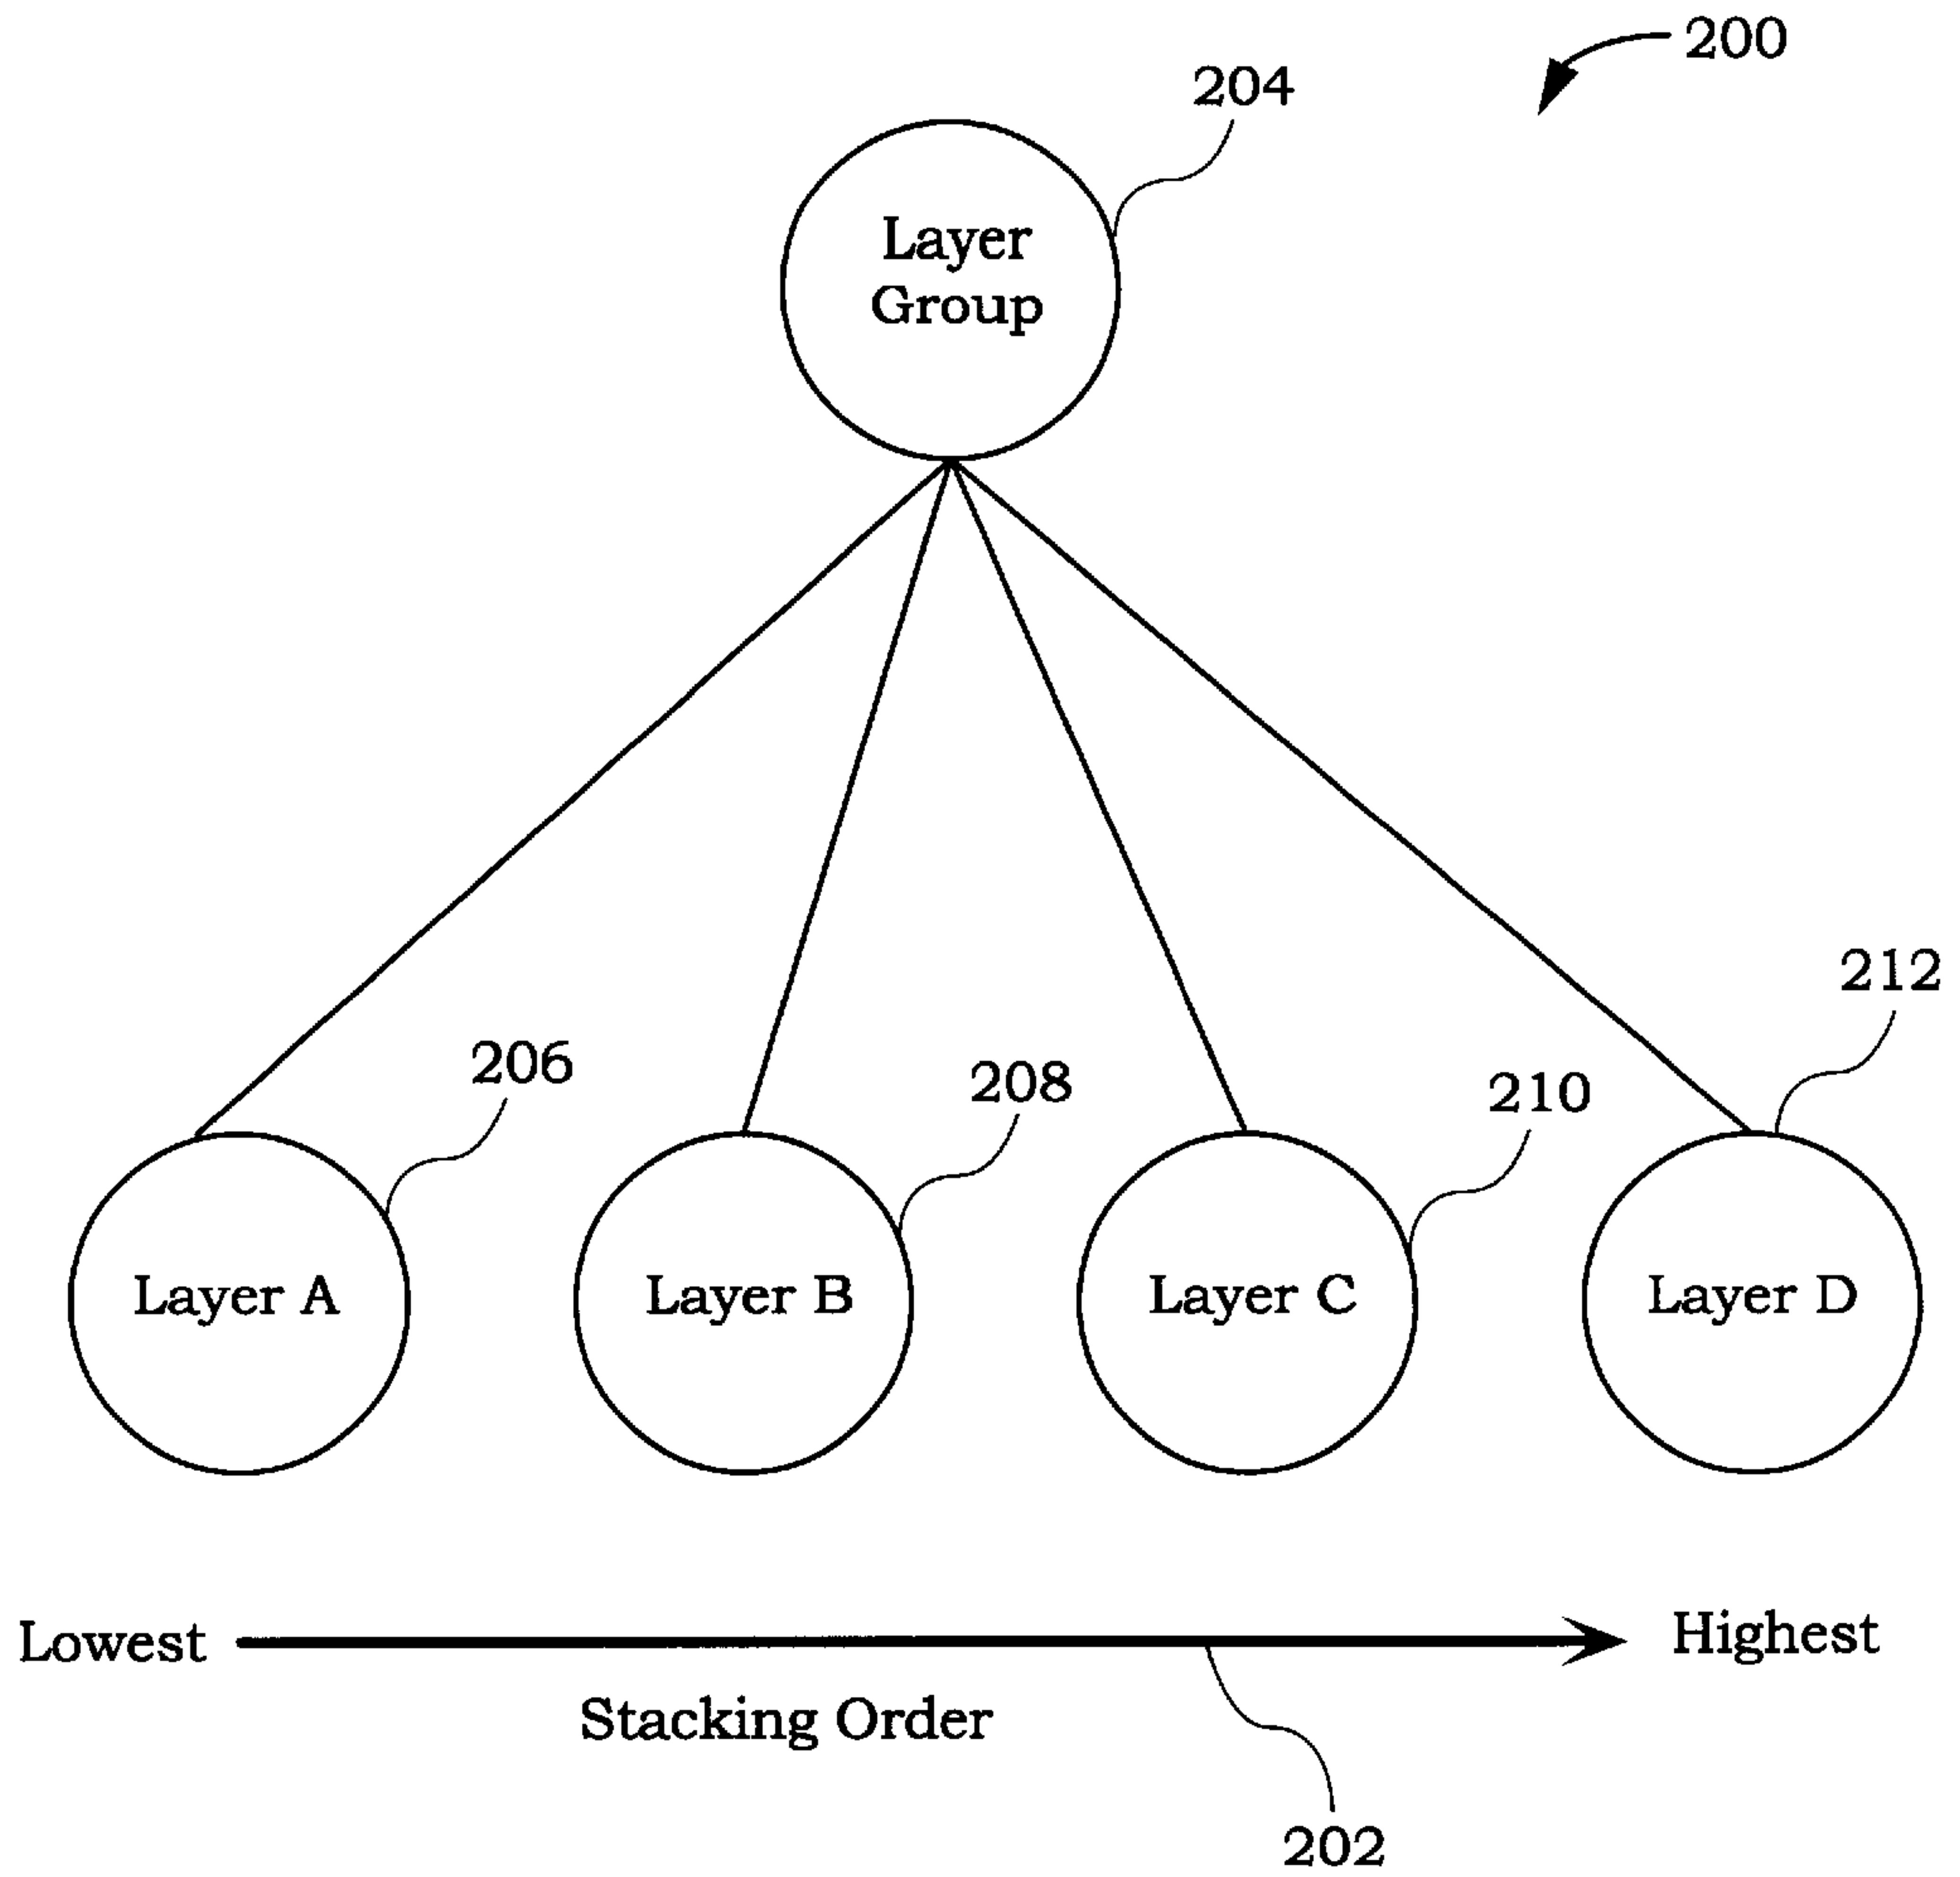 200
204
Layer
Group
212
206
208
210
Layer A
Layer B
Layer C
Layer D
Lowest
Highest
Stacking Order
202